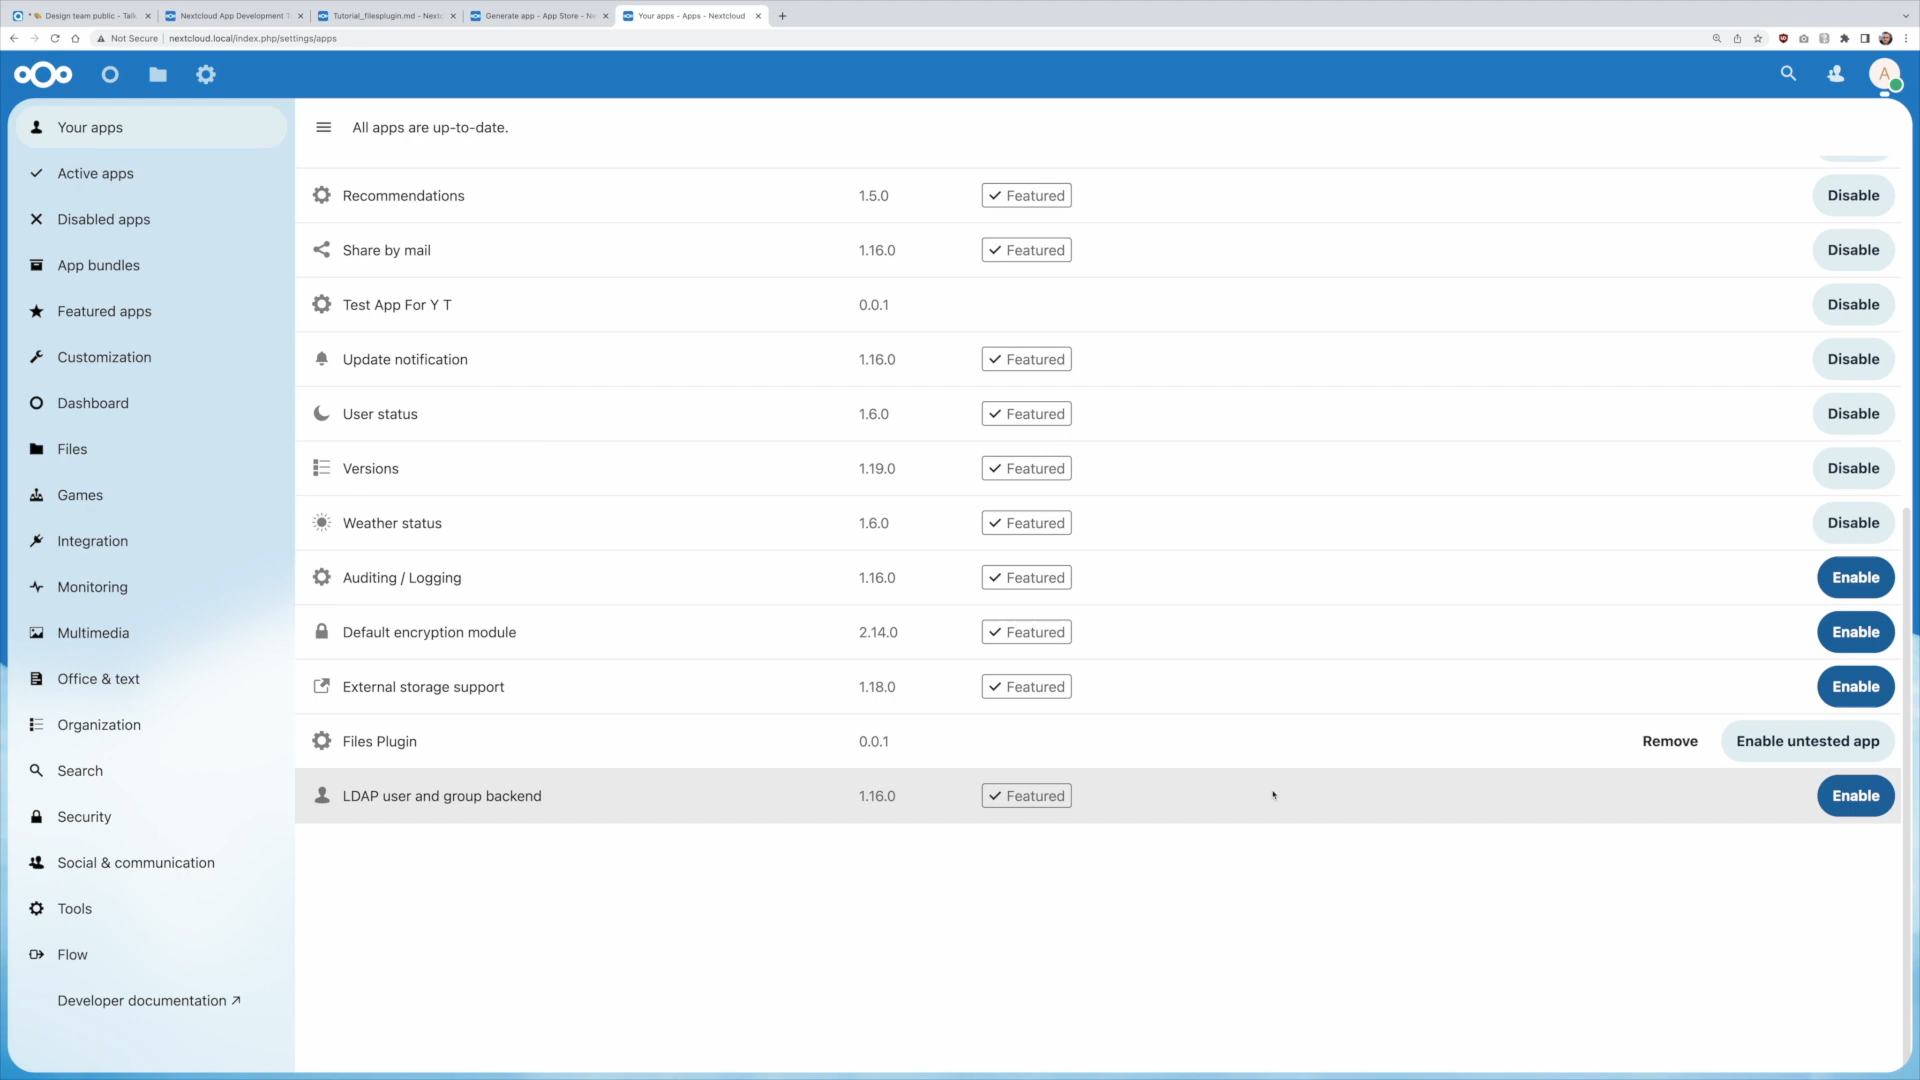 Design team public - Talk
Nextcloud App Development T
Tutorial_filesplugin.md - Nextc
Generate app - App Store - Ne
Your apps - Apps - Nextcloud
Not Secure
nextcloud.local/index.php/settings/apps
A
Your apps
Active apps
Disabled apps
App bundles
Featured apps
Customization
Dashboard
Files
Games
Integration
Monitoring
Multimedia
Office & text
Organization
Search
Security
Social & communication
Tools
Flow
Developer documentation ↗
All apps are up-to-date.
Recommendations 1.5.0 ✓ Featured Disable
Share by mail 1.16.0 ✓ Featured Disable
Test App For Y T 0.0.1 Disable
Update notification 1.16.0 ✓ Featured Disable
User status 1.6.0 ✓ Featured Disable
Versions 1.19.0 ✓ Featured Disable
Weather status 1.6.0 ✓ Featured Disable
Auditing / Logging 1.16.0 ✓ Featured Enable
Default encryption module 2.14.0 ✓ Featured Enable
External storage support 1.18.0 ✓ Featured Enable
Files Plugin 0.0.1 Remove Enable untested app
LDAP user and group backend 1.16.0 ✓ Featured Enable